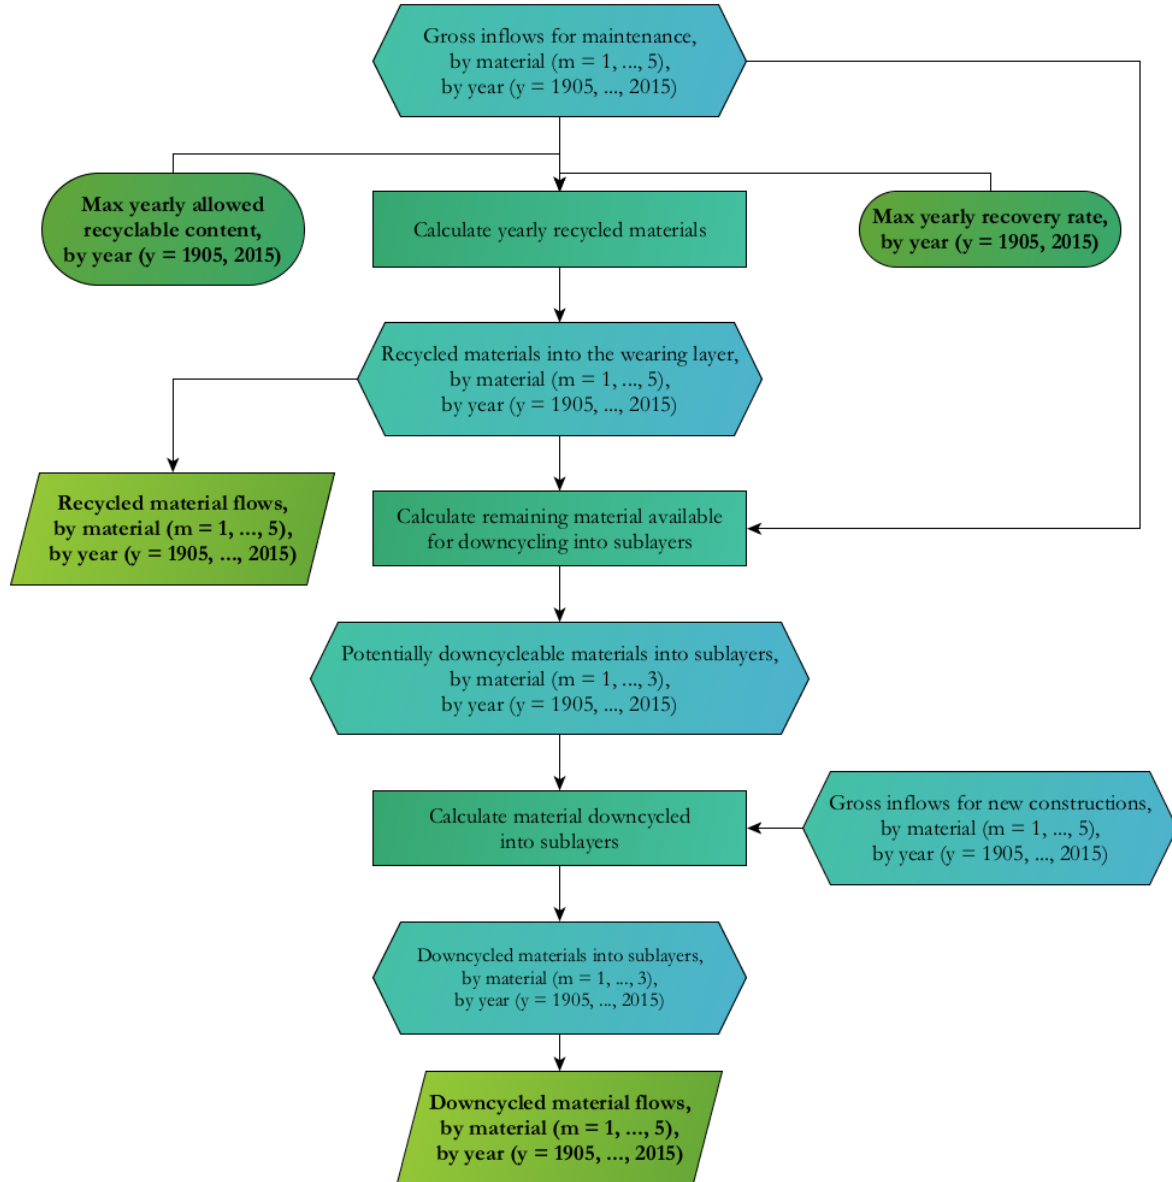 Gross inflows for maintenance,
by material (m = 1, ..., 5),
by year (y = 1905, ..., 2015)
Max yearly allowed
recyclable content,
by year (y = 1905, 2015)
Calculate yearly recycled materials
Max yearly recovery rate,
by year (y = 1905, 2015)
Recycled materials into the wearing layer,
by material (m = 1, ..., 5),
by year (y = 1905, ..., 2015)
Recycled material flows,
by material (m = 1, ..., 5),
by year (y = 1905, ..., 2015)
Calculate remaining material available
for downcycling into sublayers
Potentially downcycleable materials into sublayers,
by material (m = 1, ..., 3),
by year (y = 1905, ..., 2015)
Calculate material downcycled
into sublayers
Gross inflows for new constructions,
by material (m = 1, ..., 5),
by year (y = 1905, ..., 2015)
Downcycled materials into sublayers,
by material (m = 1, ..., 3),
by year (y = 1905, ..., 2015)
Downcycled material flows,
by material (m = 1, ..., 5),
by year (y = 1905, ..., 2015)